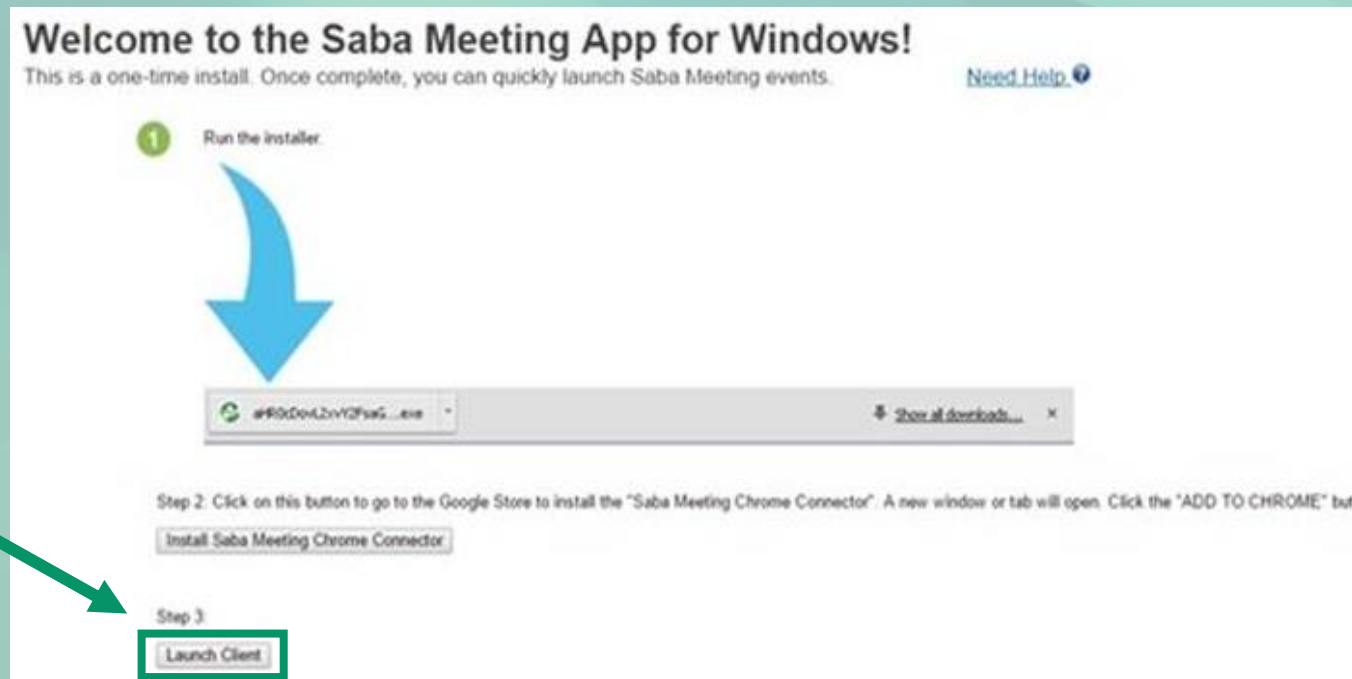 Welcome to the Saba Meeting App for Windows!
This is a one-time install. Once complete, you can quickly launch Saba Meeting events.
Need Help
1 Run the installer.
Show all downloads...
Step 2: Click on this button to go to the Google Store to install the "Saba Meeting Chrome Connector". A new window or tab will open. Click the "ADD TO CHROME" but
Install Saba Meeting Chrome Connector
Step 3:
Launch Client